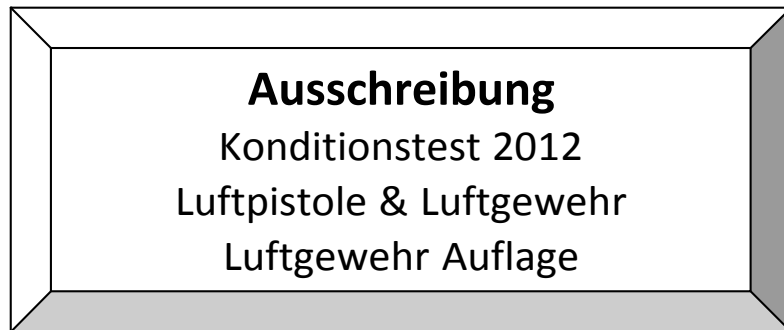 Ausschreibung
Konditionstest 2012
Luftpistole & Luftgewehr
Luftgewehr Auflage